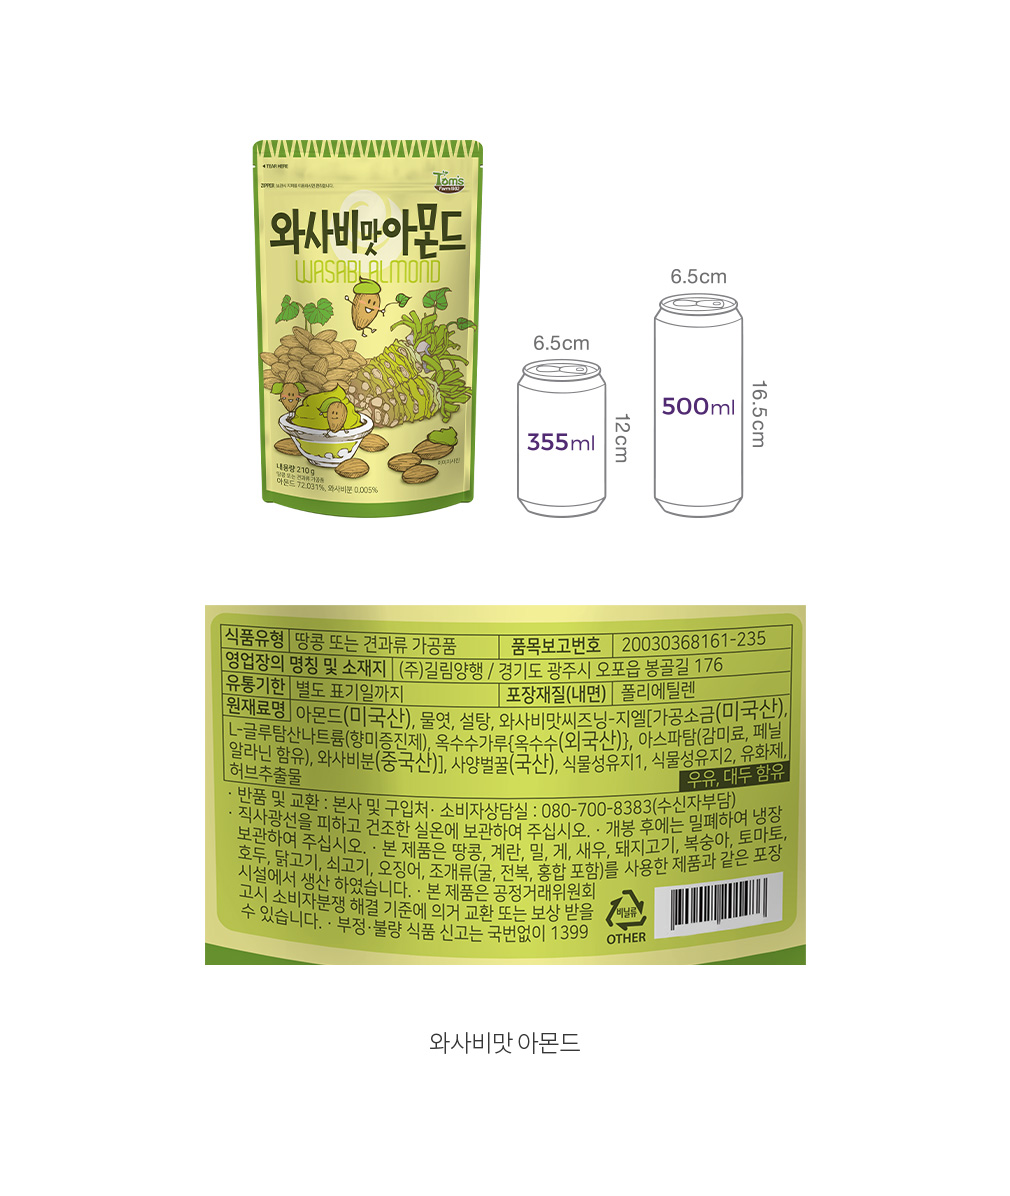 ◀ TEAR HERE
ZIPPER
Tom's
Farm
와사비맛아몬드
WASABI ALMOND
내용량 210 g
땅콩 또는 견과류 가공품
아몬드 72.031%, 와사비분 0.005%
6.5cm
355ml
12cm
6.5cm
500ml
16.5cm
식품유형 땅콩 또는 견과류 가공품 품목보고번호 20030368161-235
영업장의 명칭 및 소재지 (주)길림양행 / 경기도 광주시 오포읍 봉골길 176
유통기한 별도 표기일까지 포장재질(내면) 폴리에틸렌
원재료명 아몬드(미국산), 물엿, 설탕, 와사비맛씨즈닝-지엘[가공소금(미국산),
L-글루탐산나트륨(향미증진제), 옥수수가루{옥수수(외국산)}, 아스파탐(감미료, 페닐
알라닌 함유), 와사비분(중국산)], 사양벌꿀(국산), 식물성유지1, 식물성유지2, 유화제,
허브추출물
우유, 대두 함유
· 반품 및 교환 : 본사 및 구입처· 소비자상담실 : 080-700-8383(수신자부담)
· 직사광선을 피하고 건조한 실온에 보관하여 주십시오. · 개봉 후에는 밀폐하여 냉장
보관하여 주십시오. · 본 제품은 땅콩, 계란, 밀, 게, 새우, 돼지고기, 복숭아, 토마토,
호두, 닭고기, 쇠고기, 오징어, 조개류(굴, 전복, 홍합 포함)를 사용한 제품과 같은 포장
시설에서 생산 하였습니다. · 본 제품은 공정거래위원회
고시 소비자분쟁 해결 기준에 의거 교환 또는 보상 받을
수 있습니다. · 부정·불량 식품 신고는 국번없이 1399
비닐류
OTHER
와사비맛 아몬드